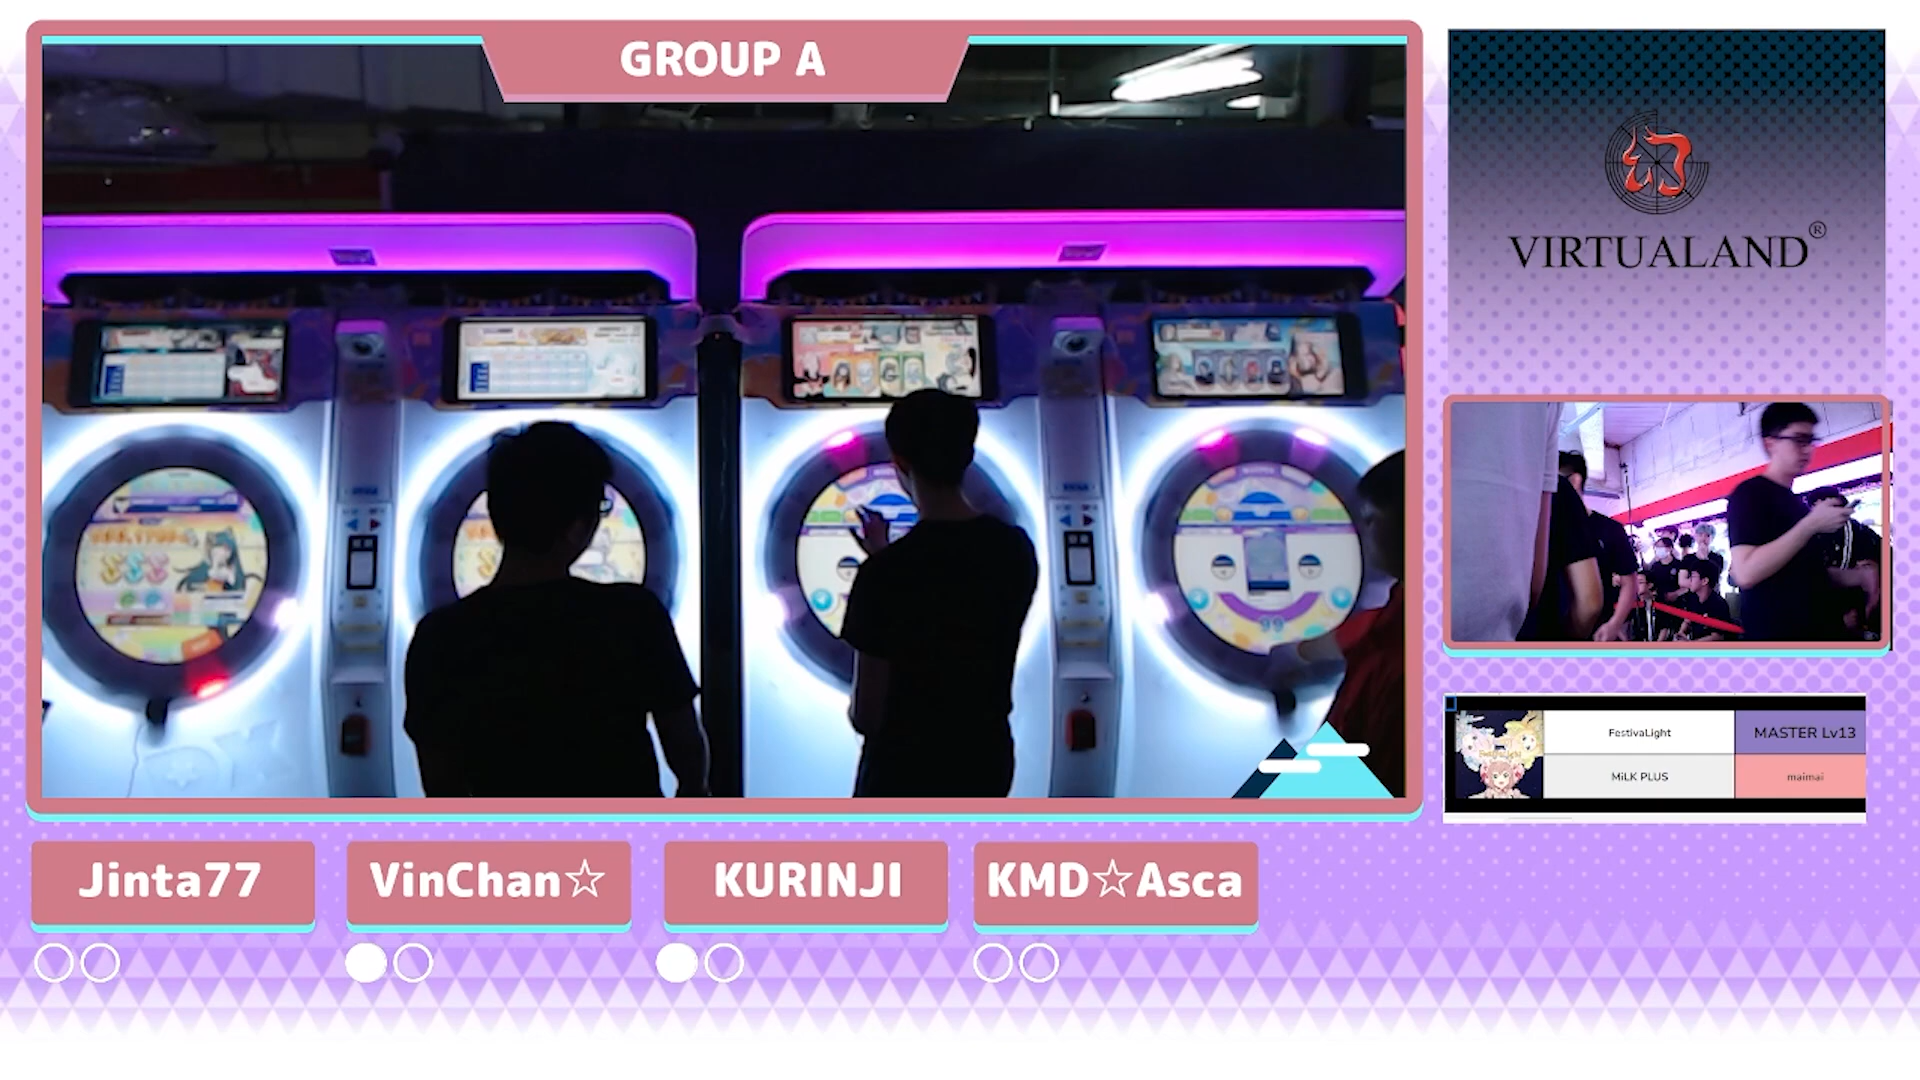 GROUP A
VIRTUALAND®
FestivaLight
MASTER Lv13
MiLK PLUS
maimai
Jinta77
VinChan☆
KURINJI
KMD☆Asca